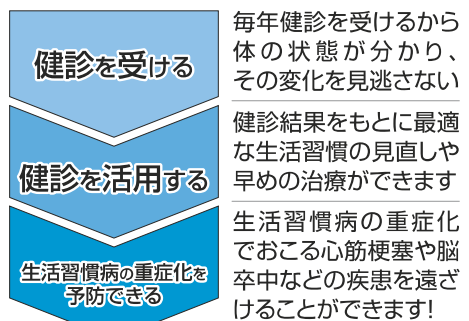 健診を受ける
毎年健診を受けるから
体の状態が分かり、
その変化を見逃さない
健診を活用する
健診結果をもとに最適
な生活習慣の見直しや
早めの治療ができます
生活習慣病の重症化を
予防できる
生活習慣病の重症化
でおこる心筋梗塞や脳
卒中などの疾患を遠ざ
けることができます!